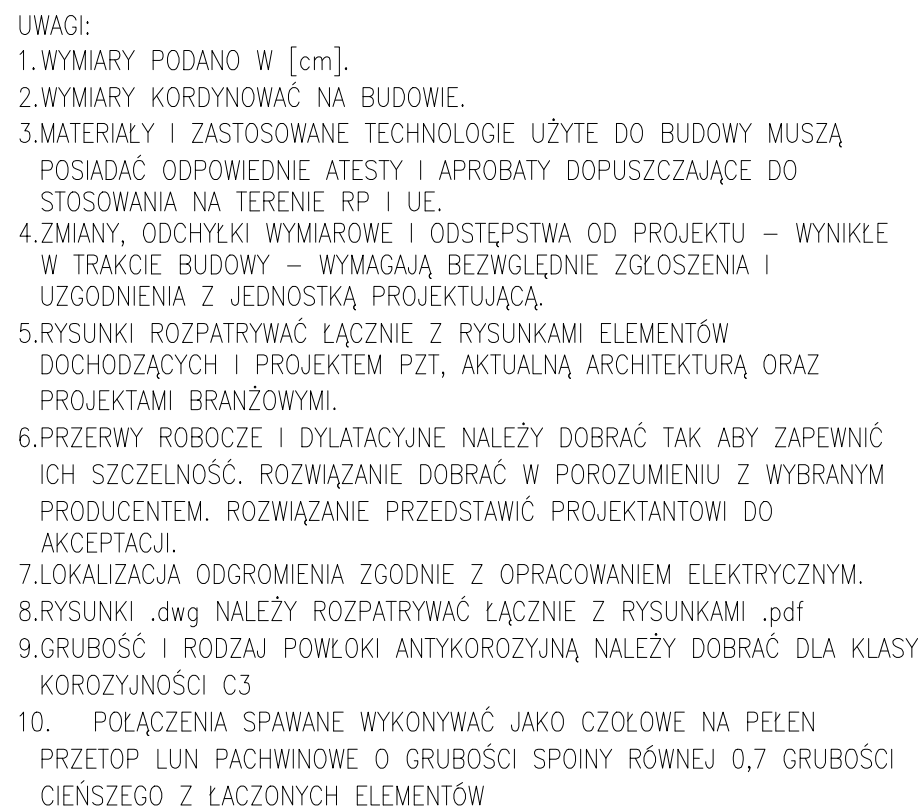 UWAGI:
1.WYMIARY PODANO W [cm].
2.WYMIARY KORDYNOWAĆ NA BUDOWIE.
3.MATERIAŁY I ZASTOSOWANE TECHNOLOGIE UŻYTE DO BUDOWY MUSZĄ
POSIADAĆ ODPOWIEDNIE ATESTY I APROBATY DOPUSZCZAJĄCE DO
STOSOWANIA NA TERENIE RP I UE.
4.ZMIANY, ODCHYŁKI WYMIAROWE I ODSTĘPSTWA OD PROJEKTU – WYNIKŁE
W TRAKCIE BUDOWY – WYMAGAJĄ BEZWGLĘDNIE ZGŁOSZENIA I
UZGODNIENIA Z JEDNOSTKĄ PROJEKTUJĄCĄ.
5.RYSUNKI ROZPATRYWAĆ ŁĄCZNIE Z RYSUNKAMI ELEMENTÓW
DOCHODZĄCYCH I PROJEKTEM PZT, AKTUALNĄ ARCHITEKTURĄ ORAZ
PROJEKTAMI BRANŻOWYMI.
6.PRZERWY ROBOCZE I DYLATACYJNE NALEŻY DOBRAĆ TAK ABY ZAPEWNIĆ
ICH SZCZELNOŚĆ. ROZWIĄZANIE DOBRAĆ W POROZUMIENIU Z WYBRANYM
PRODUCENTEM. ROZWIĄZANIE PRZEDSTAWIĆ PROJEKTANTOWI DO
AKCEPTACJI.
7.LOKALIZACJA ODGROMIENIA ZGODNIE Z OPRACOWANIEM ELEKTRYCZNYM.
8.RYSUNKI .dwg NALEŻY ROZPATRYWAĆ ŁĄCZNIE Z RYSUNKAMI .pdf
9.GRUBOŚĆ I RODZAJ POWŁOKI ANTYKOROZYJNĄ NALEŻY DOBRAĆ DLA KLASY
KOROZYJNOŚCI C3
10. POŁĄCZENIA SPAWANE WYKONYWAĆ JAKO CZOŁOWE NA PEŁEN
PRZETOP LUN PACHWINOWE O GRUBOŚCI SPOINY RÓWNEJ 0,7 GRUBOŚCI
CIEŃSZEGO Z ŁACZONYCH ELEMENTÓW